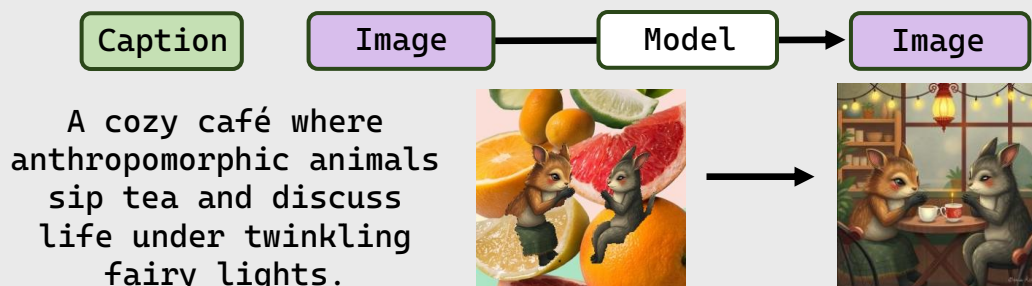 Caption
Image
Model
Image
A cozy café where
anthropomorphic animals
sip tea and discuss
life under twinkling
fairy lights.